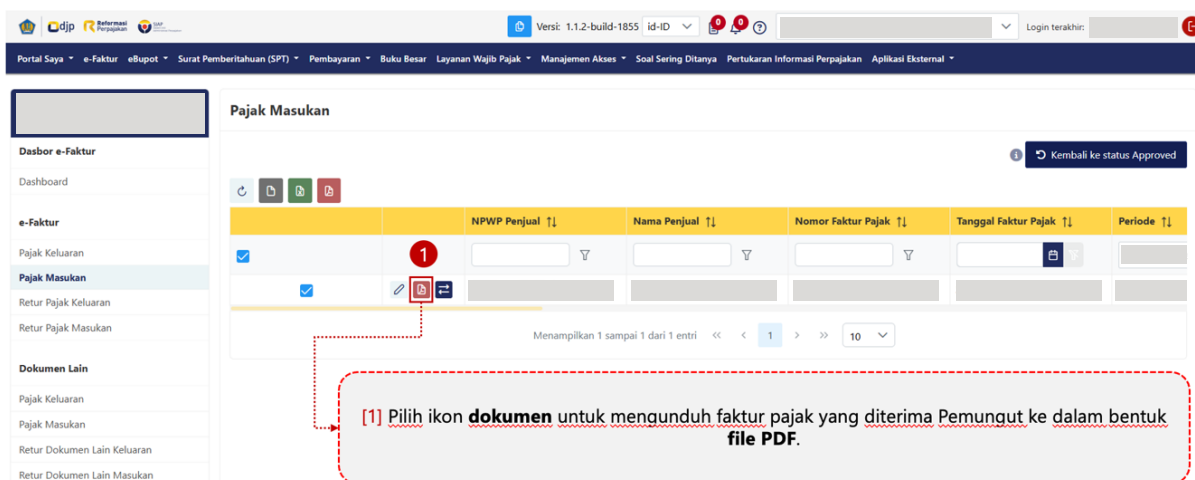 djp Reformasi Perpajakan
Versi: 1.1.2-build-1855 id-ID 0 0 Login terakhir:
Portal Saya e-Faktur eBupot Surat Pemberitahuan (SPT) Pembayaran Buku Besar Layanan Wajib Pajak Manajemen Akses Soal Sering Ditanya Pertukaran Informasi Perpajakan Aplikasi Eksternal
Pajak Masukan
Dasbor e-Faktur
Kembali ke status Approved
Dashboard
e-Faktur
NPWP Penjual Nama Penjual Nomor Faktur Pajak Tanggal Faktur Pajak Periode
Pajak Keluaran
1
Pajak Masukan
Retur Pajak Keluaran
Retur Pajak Masukan
Menampilkan 1 sampai 1 dari 1 entri << < 1 > >> 10
Dokumen Lain
Pajak Keluaran
Pajak Masukan
Retur Dokumen Lain Keluaran
Retur Dokumen Lain Masukan
[1] Pilih ikon dokumen untuk mengunduh faktur pajak yang diterima Pemungut ke dalam bentuk
file PDF.